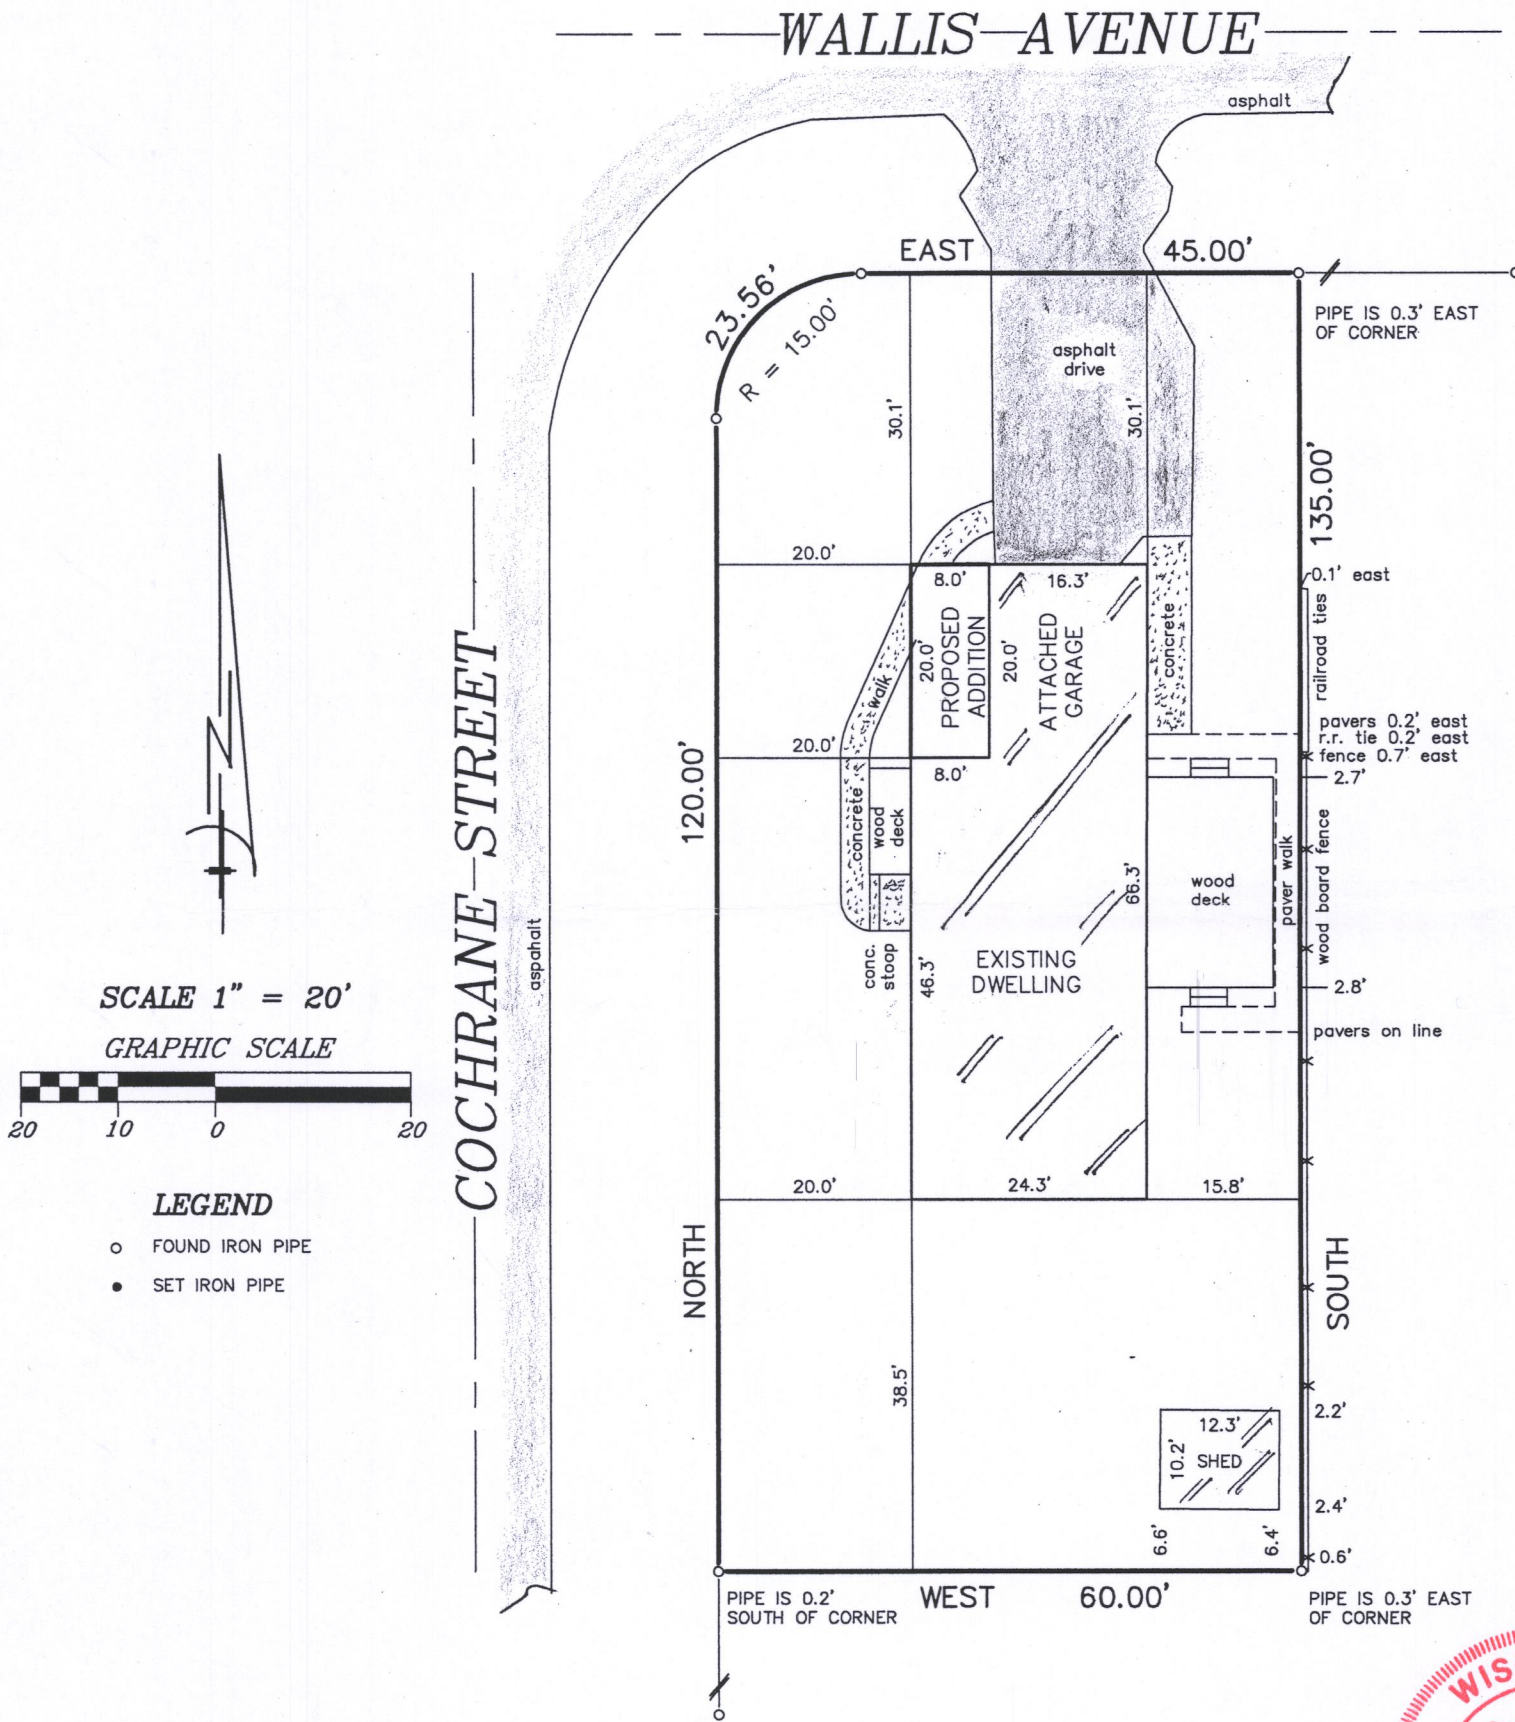 WALLIS AVENUE
asphalt
EAST 45.00'
23.56'
R = 15.00'
PIPE IS 0.3' EAST
OF CORNER
asphalt
drive
30.1'
30.1'
135.00'
20.0'
8.0'
16.3'
0.1' east
railroad ties
concrete
20.0'
PROPOSED
ADDITION
20.0'
ATTACHED
GARAGE
walk
pavers 0.2' east
r.r. tie 0.2' east
fence 0.7' east
20.0'
8.0'
2.7'
120.00'
COCHRANE STREET
concrete
wood
deck
66.3'
wood
deck
paver walk
wood board fence
aspahalt
conc.
stoop
46.3'
EXISTING
DWELLING
2.8'
pavers on line
SCALE 1" = 20'
GRAPHIC SCALE
20 10 0 20
20.0'
24.3'
15.8'
LEGEND
FOUND IRON PIPE
SET IRON PIPE
NORTH
SOUTH
38.5'
2.2'
12.3'
10.2'
SHED
2.4'
6.6'
6.4'
0.6'
PIPE IS 0.2'
SOUTH OF CORNER
WEST 60.00'
PIPE IS 0.3' EAST
OF CORNER
WIS